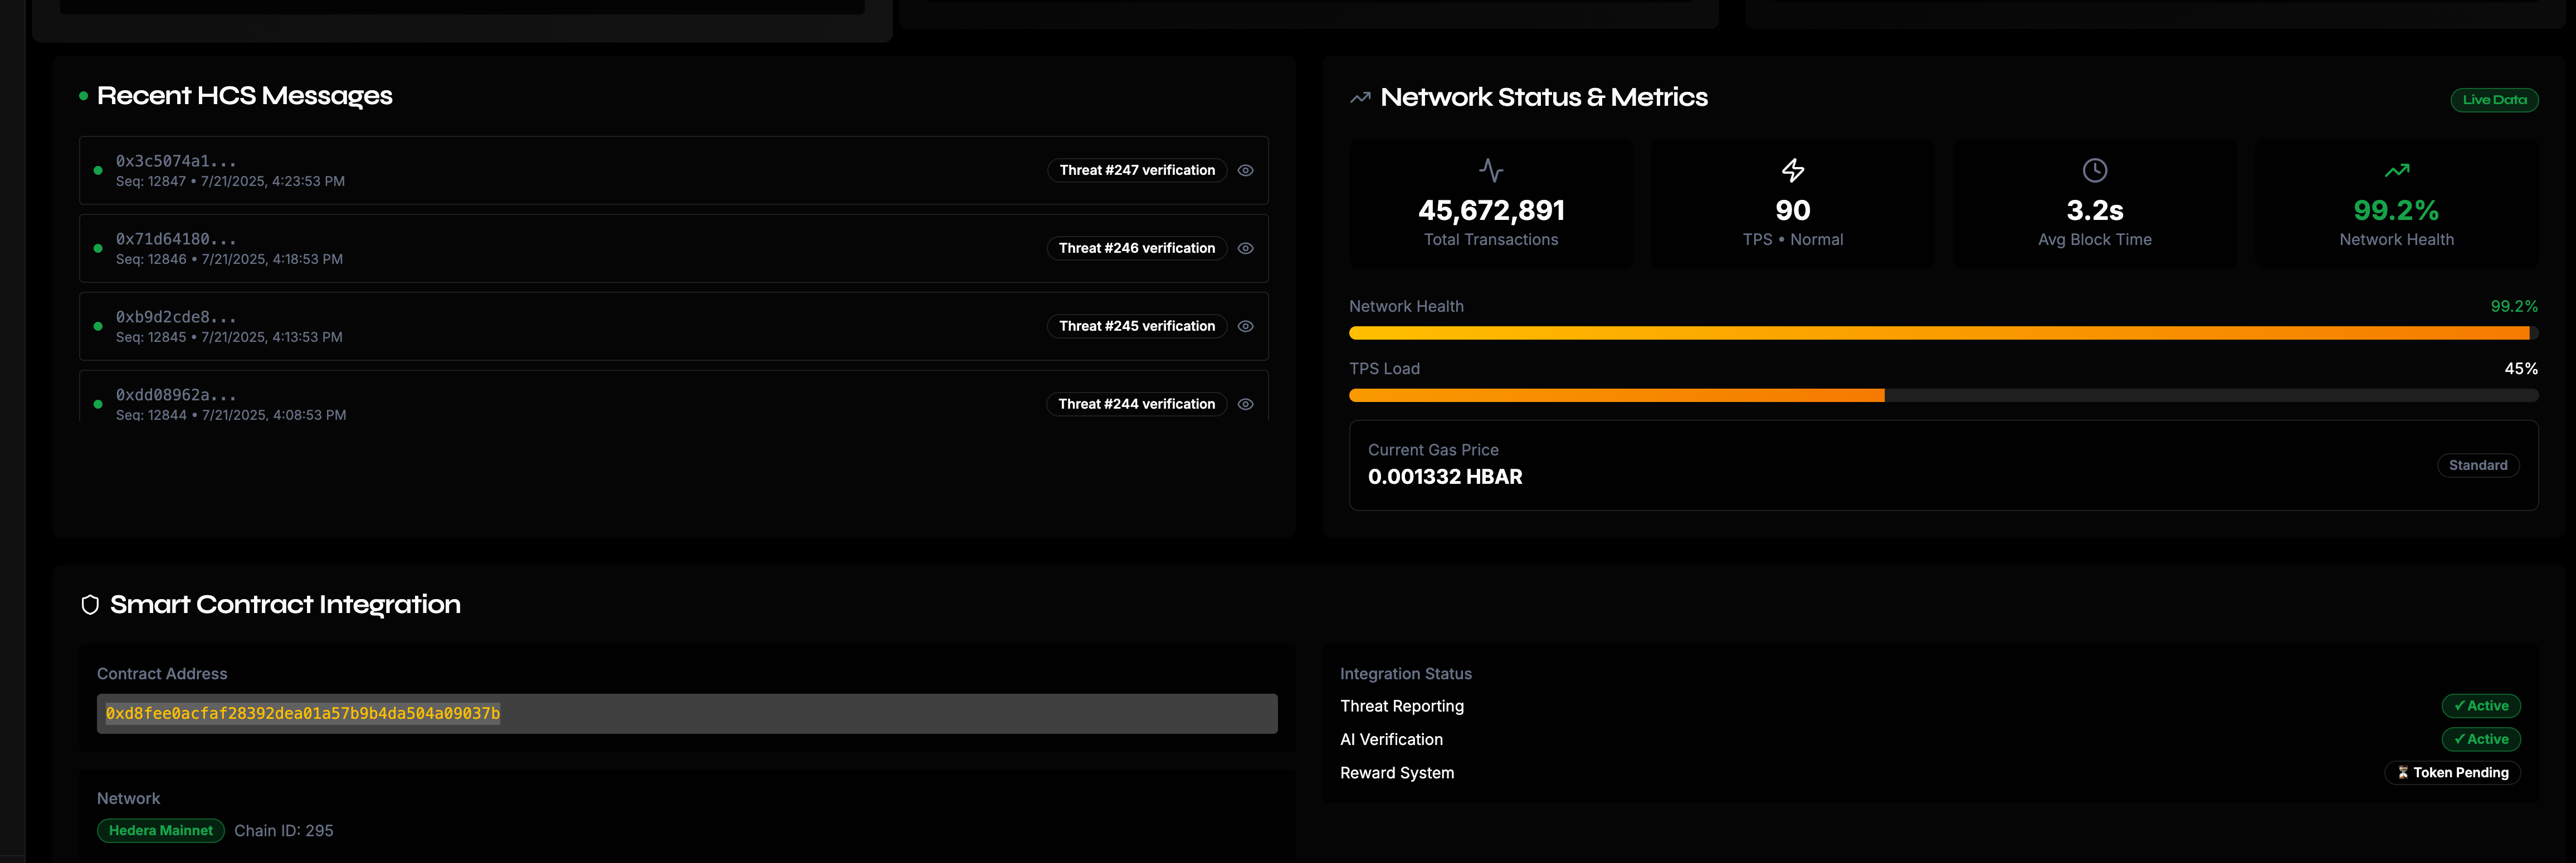 Recent HCS Messages
0x3c5074a1...
Seq: 12847 • 7/21/2025, 4:23:53 PM
Threat #247 verification
0x71d64180...
Seq: 12846 • 7/21/2025, 4:18:53 PM
Threat #246 verification
0xb9d2cde8...
Seq: 12845 • 7/21/2025, 4:13:53 PM
Threat #245 verification
0xdd08962a...
Seq: 12844 • 7/21/2025, 4:08:53 PM
Threat #244 verification
Network Status & Metrics
Live Data
45,672,891
Total Transactions
90
TPS • Normal
3.2s
Avg Block Time
99.2%
Network Health
Network Health
99.2%
TPS Load
45%
Current Gas Price
0.001332 HBAR
Standard
Smart Contract Integration
Contract Address
0xd8fee0acfaf28392dea01a57b9b4da504a09037b
Network
Hedera Mainnet Chain ID: 295
Integration Status
Threat Reporting
✓ Active
AI Verification
✓ Active
Reward System
⏳ Token Pending